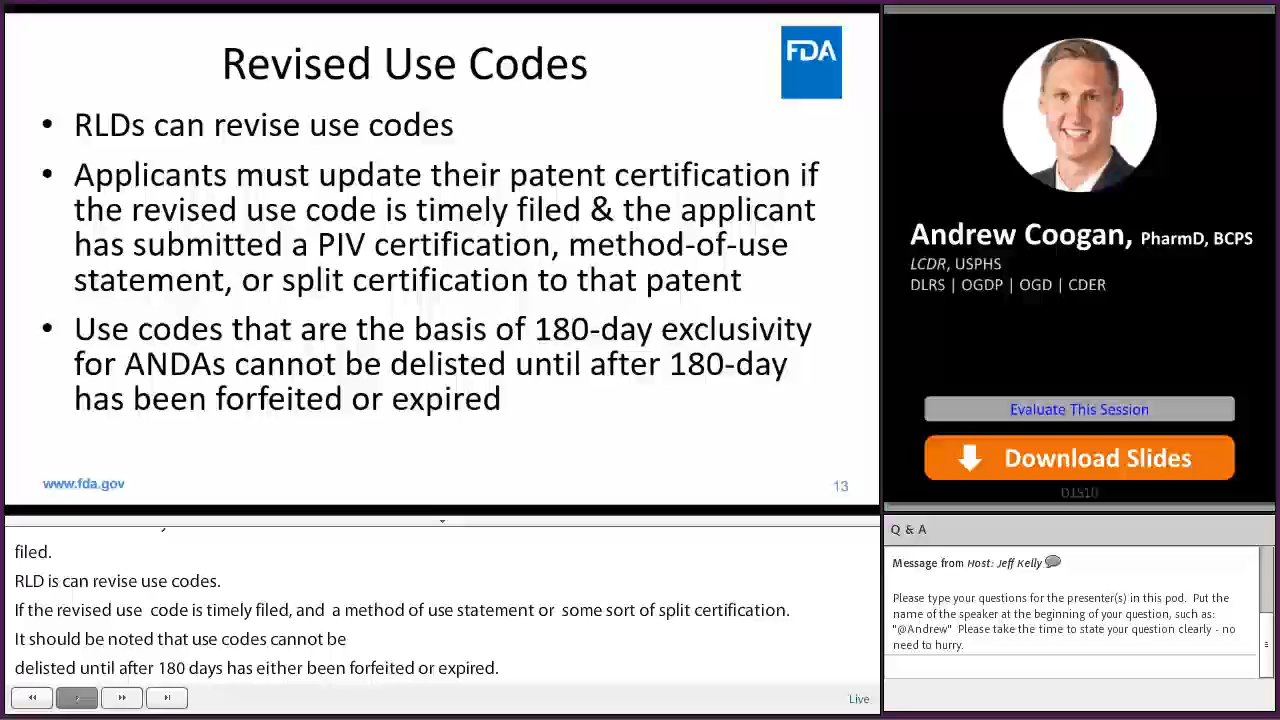 Revised Use Codes
FDA
• RLDs can revise use codes
• Applicants must update their patent certification if
the revised use code is timely filed & the applicant
has submitted a PIV certification, method-of-use
statement, or split certification to that patent
• Use codes that are the basis of 180-day exclusivity
for ANDAs cannot be delisted until after 180-day
has been forfeited or expired
www.fda.gov
13
Andrew Coogan, PharmD, BCPS
LCDR, USPHS
DLRS | OGDP | OGD | CDER
Evaluate This Session
Download Slides
D1S10
filed.
RLD is can revise use codes.
If the revised use code is timely filed, and a method of use statement or some sort of split certification.
It should be noted that use codes cannot be
delisted until after 180 days has either been forfeited or expired.
Live
Q & A
Message from Host: Jeff Kelly
Please type your questions for the presenter(s) in this pod. Put the
name of the speaker at the beginning of your question, such as:
"@Andrew" Please take the time to state your question clearly - no
need to hurry.